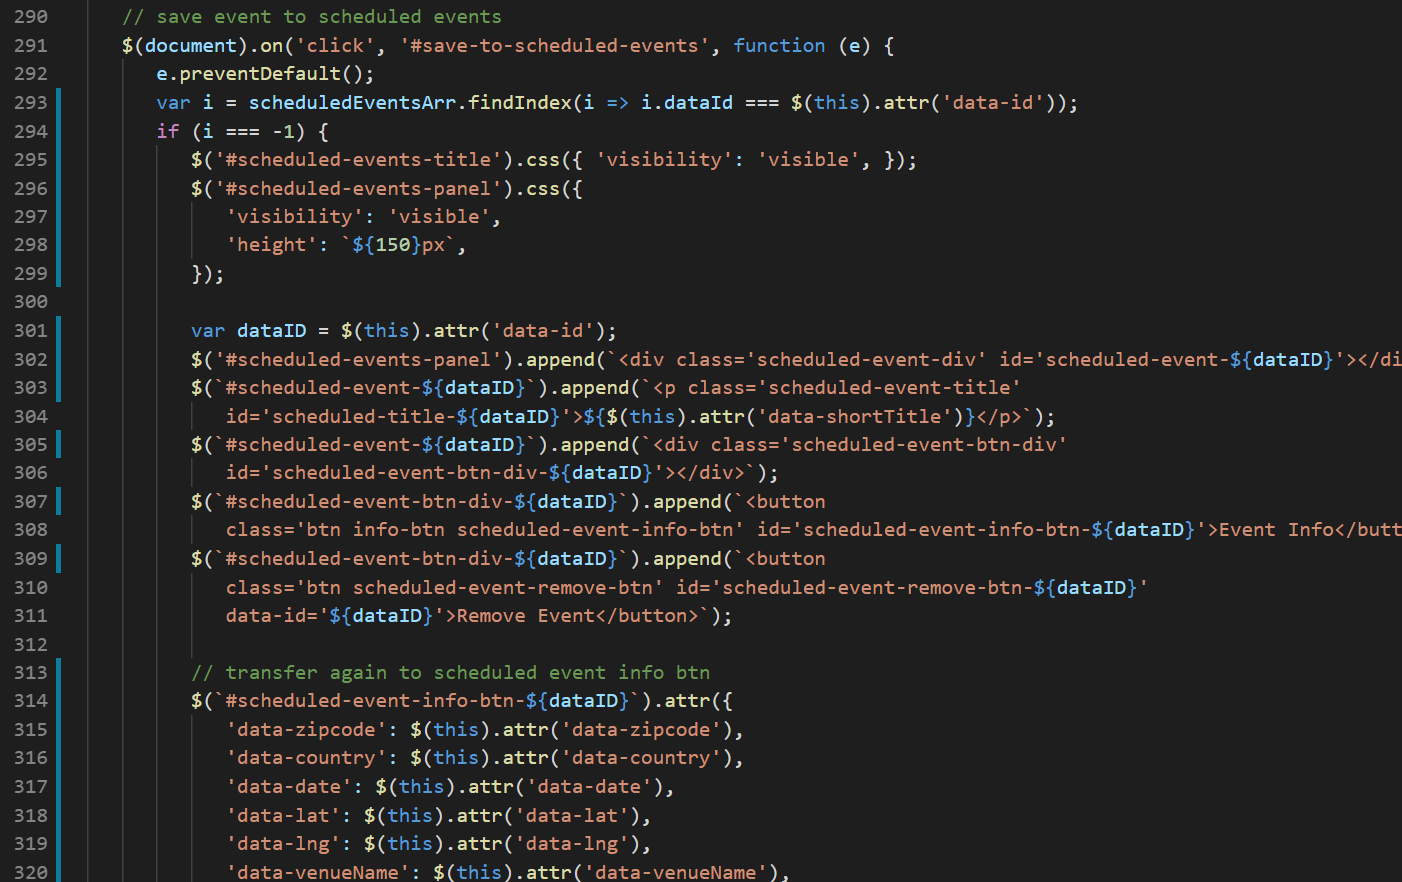 290 // save event to scheduled events
291 $(document).on('click', '#save-to-scheduled-events', function (e) {
292 e.preventDefault();
293 var i = scheduledEventsArr.findIndex(i => i.dataId === $(this).attr('data-id'));
294 if (i === -1) {
295 $('#scheduled-events-title').css({ 'visibility': 'visible', });
296 $('#scheduled-events-panel').css({
297 'visibility': 'visible',
298 'height': `${150}px`,
299 });
300
301 var dataID = $(this).attr('data-id');
302 $('#scheduled-events-panel').append(`<div class='scheduled-event-div' id='scheduled-event-${dataID}'></di
303 $(`#scheduled-event-${dataID}`).append(`<p class='scheduled-event-title'
304 id='scheduled-title-${dataID}'>${$(this).attr('data-shortTitle')}</p>`);
305 $(`#scheduled-event-${dataID}`).append(`<div class='scheduled-event-btn-div'
306 id='scheduled-event-btn-div-${dataID}'></div>`);
307 $(`#scheduled-event-btn-div-${dataID}`).append(`<button
308 class='btn info-btn scheduled-event-info-btn' id='scheduled-event-info-btn-${dataID}'>Event Info</butt
309 $(`#scheduled-event-btn-div-${dataID}`).append(`<button
310 class='btn scheduled-event-remove-btn' id='scheduled-event-remove-btn-${dataID}'
311 data-id='${dataID}'>Remove Event</button>`);
312
313 // transfer again to scheduled event info btn
314 $(`#scheduled-event-info-btn-${dataID}`).attr({
315 'data-zipcode': $(this).attr('data-zipcode'),
316 'data-country': $(this).attr('data-country'),
317 'data-date': $(this).attr('data-date'),
318 'data-lat': $(this).attr('data-lat'),
319 'data-lng': $(this).attr('data-lng'),
320 'data-venueName': $(this).attr('data-venueName'),